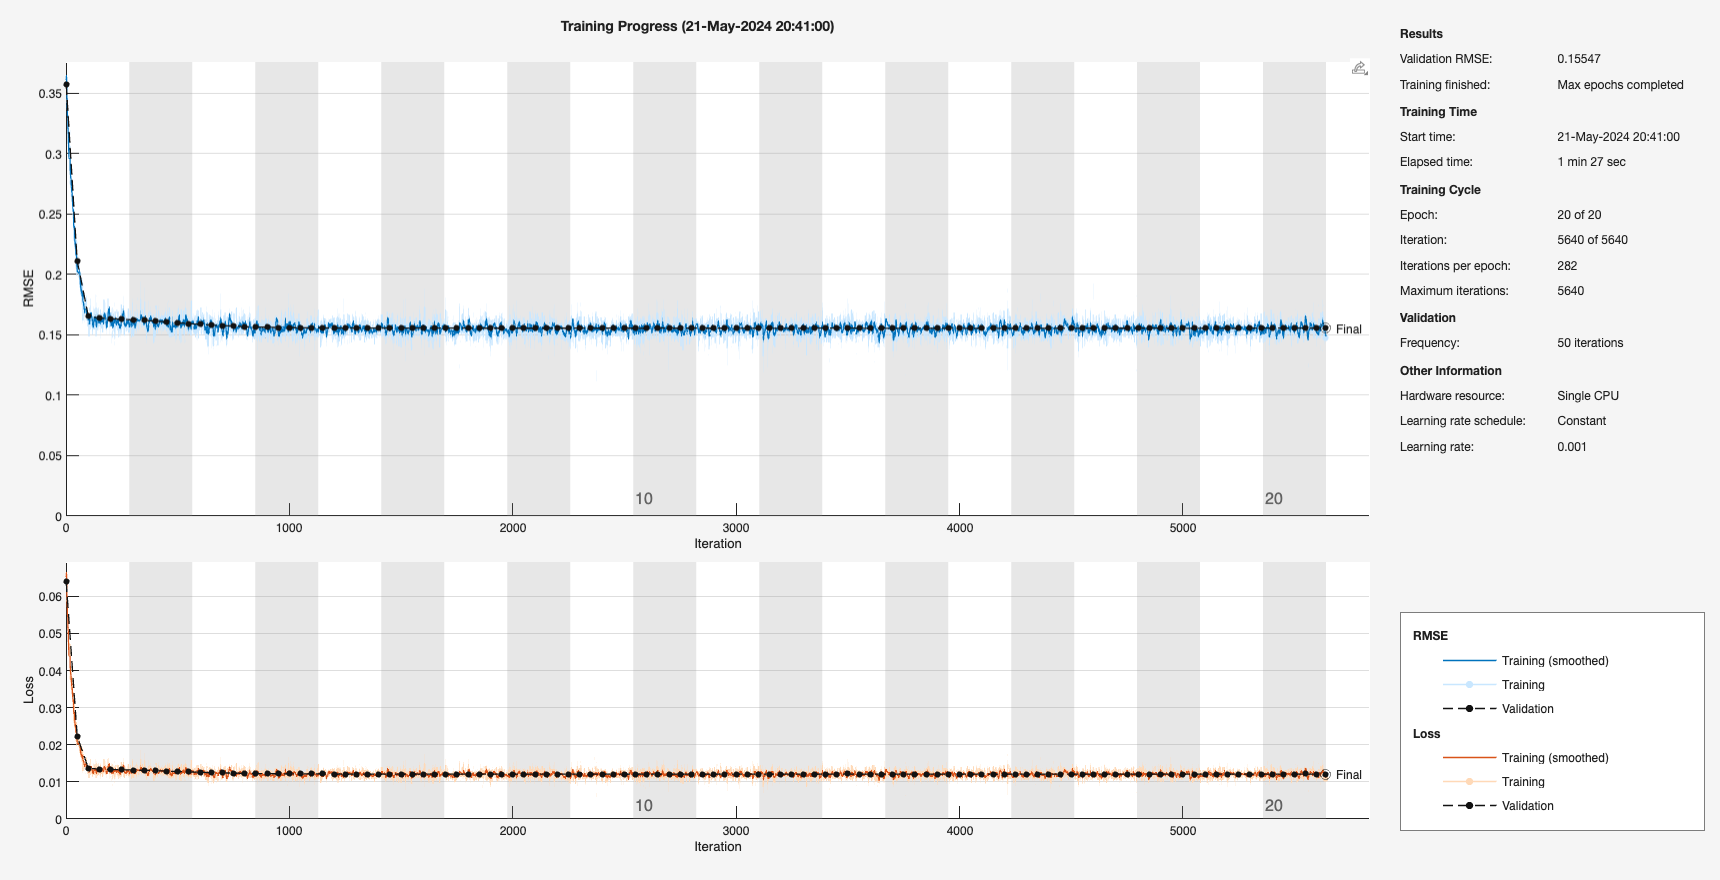 Training Progress (21-May-2024 20:41:00)
RMSE
0.35
0.3
0.25
0.2
0.15
0.1
0.05
0
Final
10
20
0
1000
2000
3000
4000
5000
Iteration
Loss
0.06
0.05
0.04
0.03
0.02
0.01
0
Final
10
20
0
1000
2000
3000
4000
5000
Iteration
Results
Validation RMSE: 0.15547
Training finished: Max epochs completed
Training Time
Start time: 21-May-2024 20:41:00
Elapsed time: 1 min 27 sec
Training Cycle
Epoch: 20 of 20
Iteration: 5640 of 5640
Iterations per epoch: 282
Maximum iterations: 5640
Validation
Frequency: 50 iterations
Other Information
Hardware resource: Single CPU
Learning rate schedule: Constant
Learning rate: 0.001
RMSE
Training (smoothed)
Training
Validation
Loss
Training (smoothed)
Training
Validation